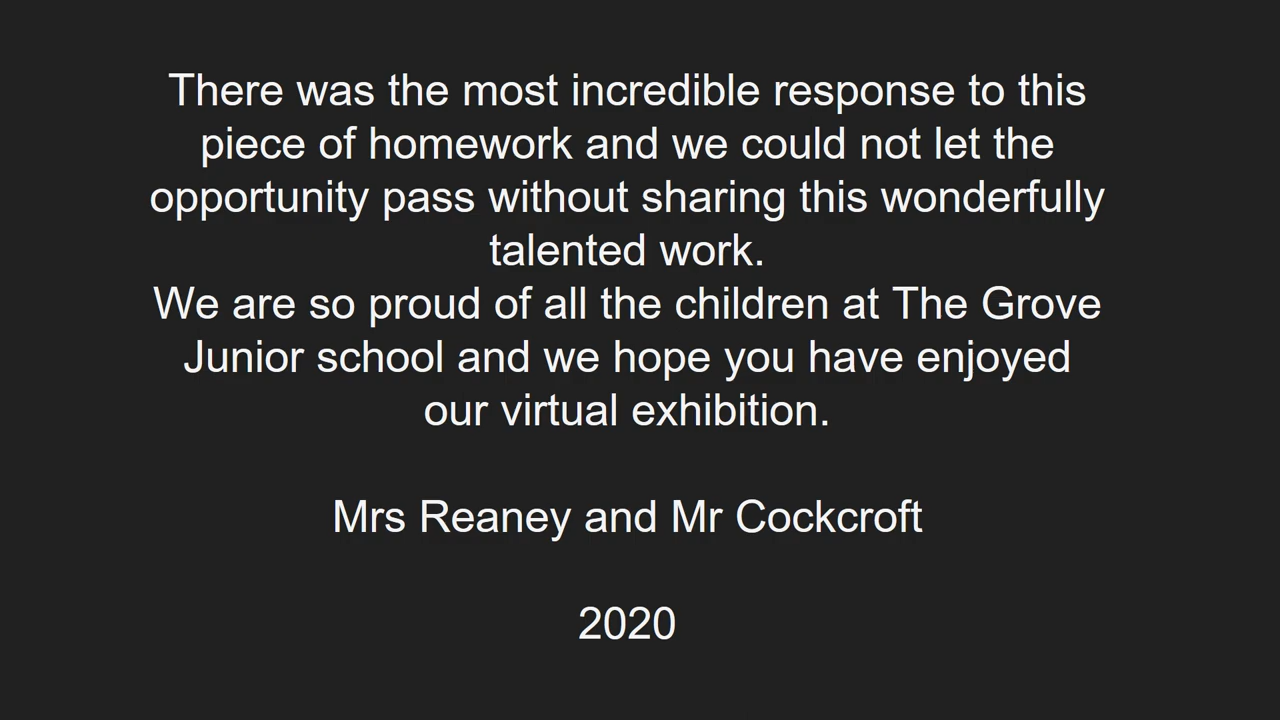 There was the most incredible response to this
piece of homework and we could not let the
opportunity pass without sharing this wonderfully
talented work.
We are so proud of all the children at The Grove
Junior school and we hope you have enjoyed
our virtual exhibition.
Mrs Reaney and Mr Cockcroft
2020